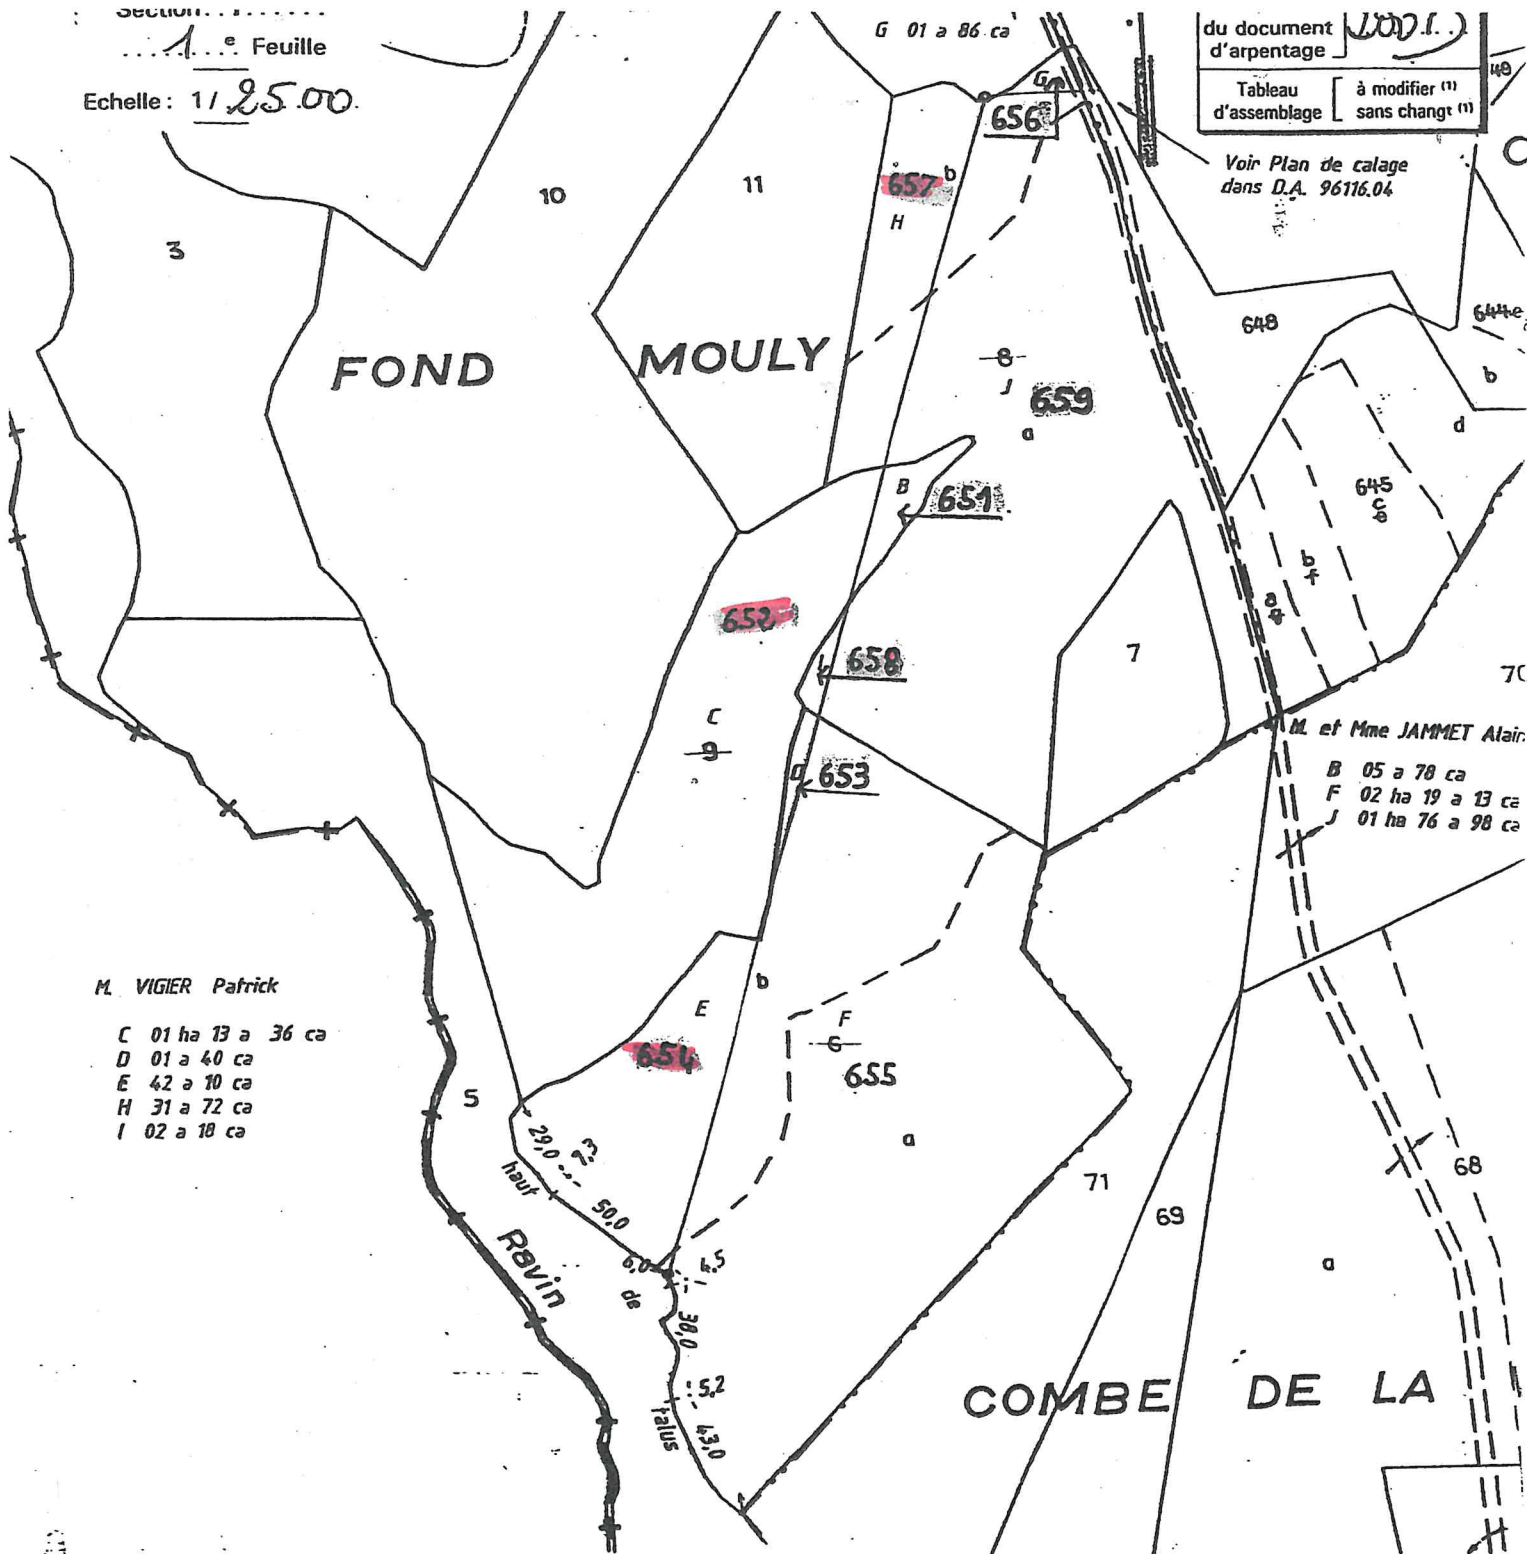 Section
1 e Feuille
Echelle : 1/ 2500
G 01 a 86 ca
du document
d'arpentage
Tableau
d'assemblage
à modifier (1)
sans changt (1)
Voir Plan de calage
dans D.A. 96116.04
656
G
11
10
657 b
H
3
648
644 e
FOND MOULY
8
J
659
a
b
d
B
651
645
c
e
b
f
a
g
652
658
7
70
C
9
D
653
M. et Mme JAMMET Alain
B 05 a 78 ca
F 02 ha 19 a 13 ca
J 01 ha 76 a 98 ca
M. VIGIER Patrick
C 01 ha 13 a 36 ca
D 01 a 40 ca
E 42 a 10 ca
H 31 a 72 ca
I 02 a 18 ca
b
E
654
F
6
655
5
a
29,0
haut
50,0
71
68
69
Ravin
6,0
4,5
de
a
38,0
5,2
talus
43,0
COMBE DE LA